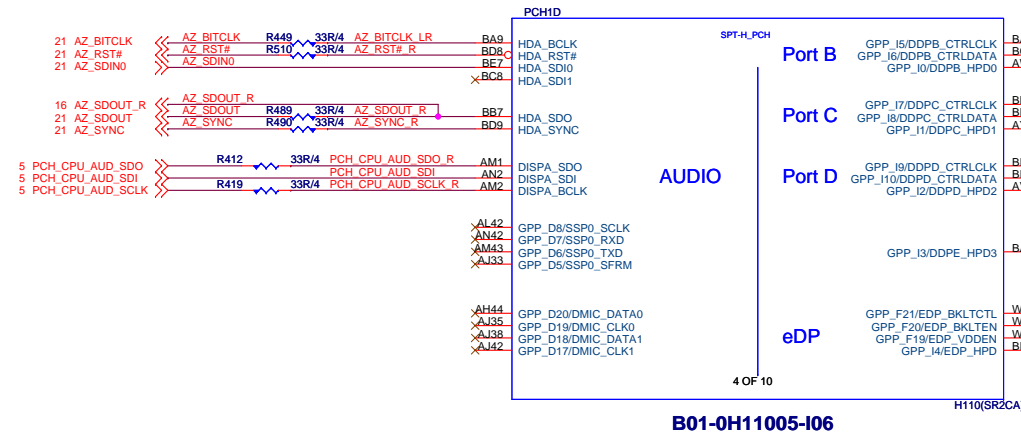 PCH1D
SPT-H_PCH
21 AZ_BITCLK AZ_BITCLK R449 33R/4 AZ_BITCLK_LR BA9 HDA_BCLK
21 AZ_RST# AZ_RST# R510 33R/4 AZ_RST#_R BD8 HDA_RST#
21 AZ_SDIN0 AZ_SDIN0 BE7 HDA_SDI0
BC8 HDA_SDI1
16 AZ_SDOUT_R AZ_SDOUT_R
21 AZ_SDOUT AZ_SDOUT R489 33R/4 AZ_SDOUT_R BB7 HDA_SDO
21 AZ_SYNC AZ_SYNC R490 33R/4 AZ_SYNC_R BD9 HDA_SYNC
5 PCH_CPU_AUD_SDO R412 33R/4 PCH_CPU_AUD_SDO_R AM1 DISPA_SDO
5 PCH_CPU_AUD_SDI PCH_CPU_AUD_SDI AN2 DISPA_SDI
5 PCH_CPU_AUD_SCLK R419 33R/4 PCH_CPU_AUD_SCLK_R AM2 DISPA_BCLK
AL42 GPP_D8/SSP0_SCLK
AN42 GPP_D7/SSP0_RXD
AM43 GPP_D6/SSP0_TXD
AJ33 GPP_D5/SSP0_SFRM
AH44 GPP_D20/DMIC_DATA0
AJ35 GPP_D19/DMIC_CLK0
AJ38 GPP_D18/DMIC_DATA1
AJ42 GPP_D17/DMIC_CLK1
AUDIO
Port B
GPP_I5/DDPB_CTRLCLK
GPP_I6/DDPB_CTRLDATA
GPP_I0/DDPB_HPD0
Port C
GPP_I7/DDPC_CTRLCLK
GPP_I8/DDPC_CTRLDATA
GPP_I1/DDPC_HPD1
Port D
GPP_I9/DDPD_CTRLCLK
GPP_I10/DDPD_CTRLDATA
GPP_I2/DDPD_HPD2
GPP_I3/DDPE_HPD3
eDP
GPP_F21/EDP_BKLTCTL
GPP_F20/EDP_BKLTEN
GPP_F19/EDP_VDDEN
GPP_I4/EDP_HPD
4 OF 10
H110(SR2CA
B01-0H11005-I06